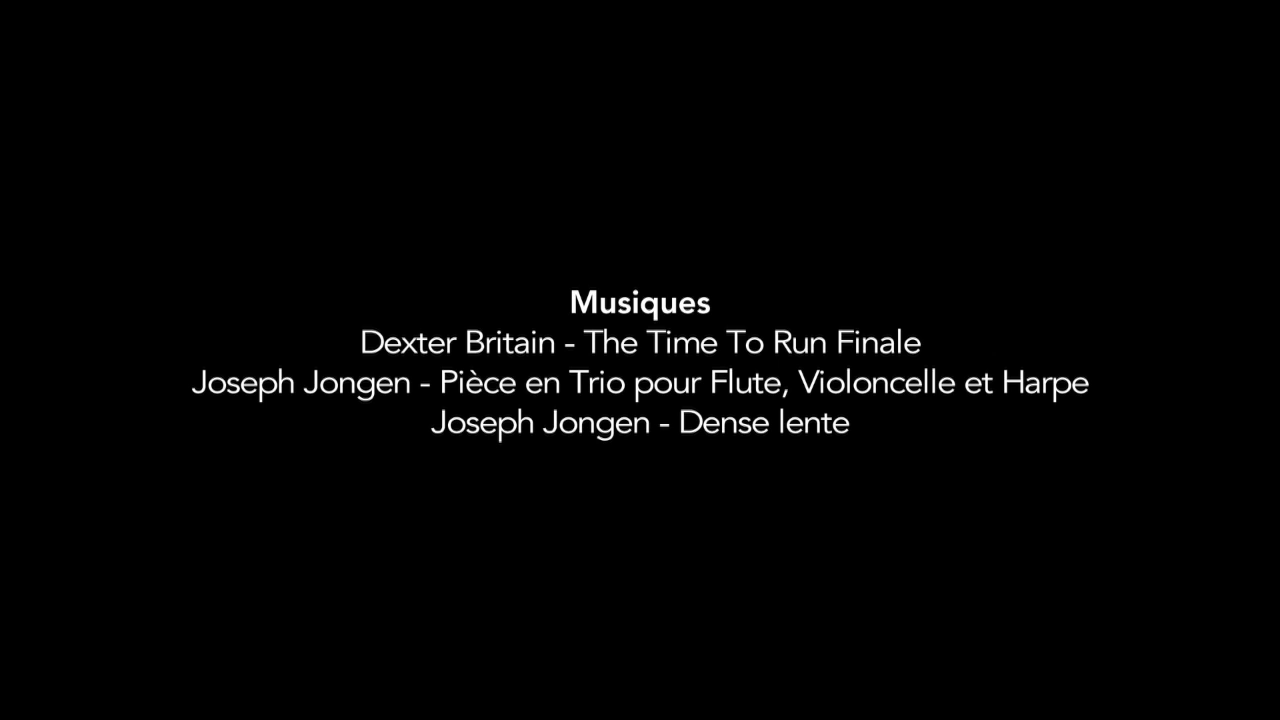 Musiques
Dexter Britain - The Time To Run Finale
Joseph Jongen - Pièce en Trio pour Flute, Violoncelle et Harpe
Joseph Jongen - Dense lente